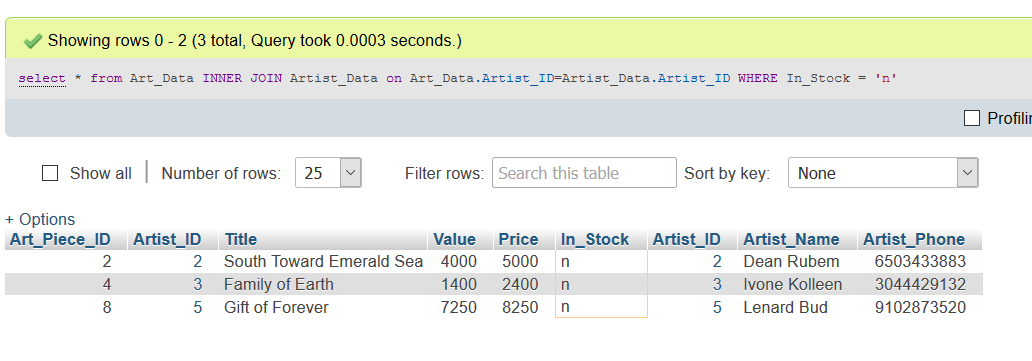 Showing rows 0 - 2 (3 total, Query took 0.0003 seconds.)
select * from Art_Data INNER JOIN Artist_Data on Art_Data.Artist_ID=Artist_Data.Artist_ID WHERE In_Stock = 'n'
Profilin
Show all | Number of rows: 25 Filter rows: Search this table Sort by key: None
+ Options
Art_Piece_ID Artist_ID Title Value Price In_Stock Artist_ID Artist_Name Artist_Phone
2 2 South Toward Emerald Sea 4000 5000 n 2 Dean Rubem 6503433883
4 3 Family of Earth 1400 2400 n 3 Ivone Kolleen 3044429132
8 5 Gift of Forever 7250 8250 n 5 Lenard Bud 9102873520